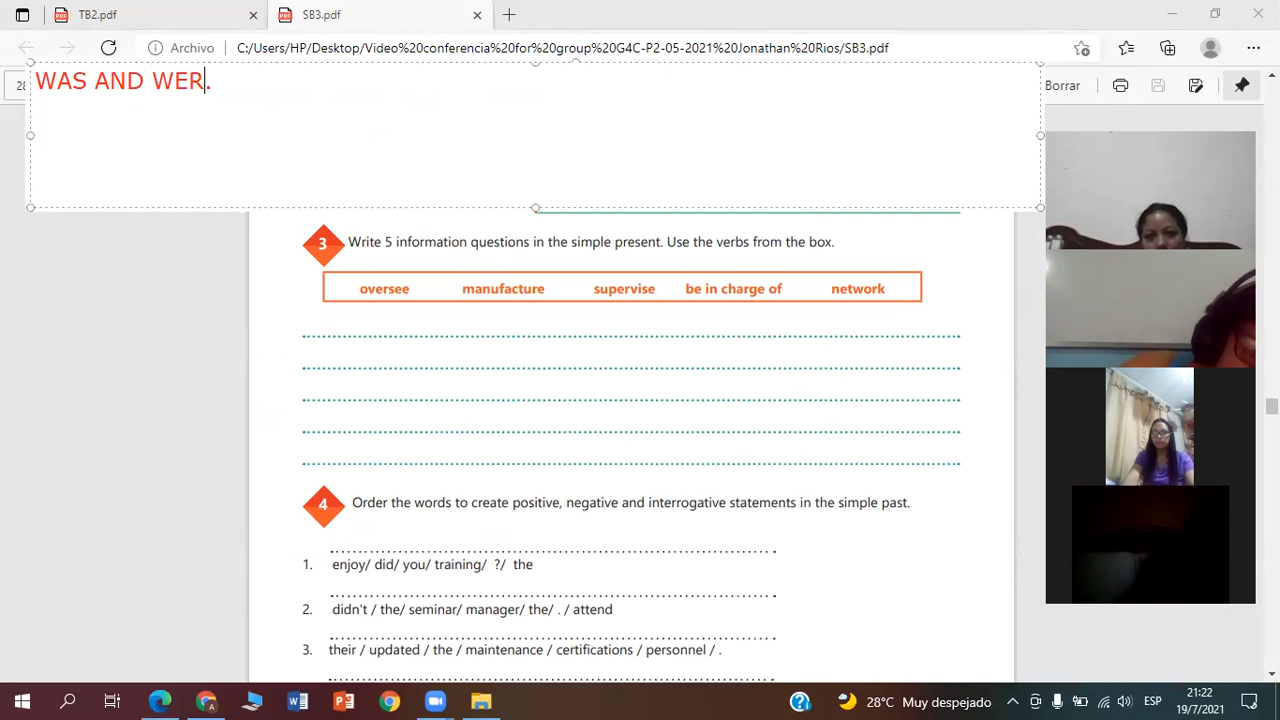 TB2.pdf
SB3.pdf
Archivo
C:/Users/HP/Desktop/Video%20conferencia%20for%20group%20G4C-P2-05-2021%20Jonathan%20Rios/SB3.pdf
28
Borrar
WAS AND WER.
3 Write 5 information questions in the simple present. Use the verbs from the box.
oversee manufacture supervise be in charge of network
4 Order the words to create positive, negative and interrogative statements in the simple past.
1. enjoy/ did/ you/ training/ ?/ the
2. didn't / the/ seminar/ manager/ the/ . / attend
3. their / updated / the / maintenance / certifications / personnel / .
28°C Muy despejado
ESP
21:22
19/7/2021